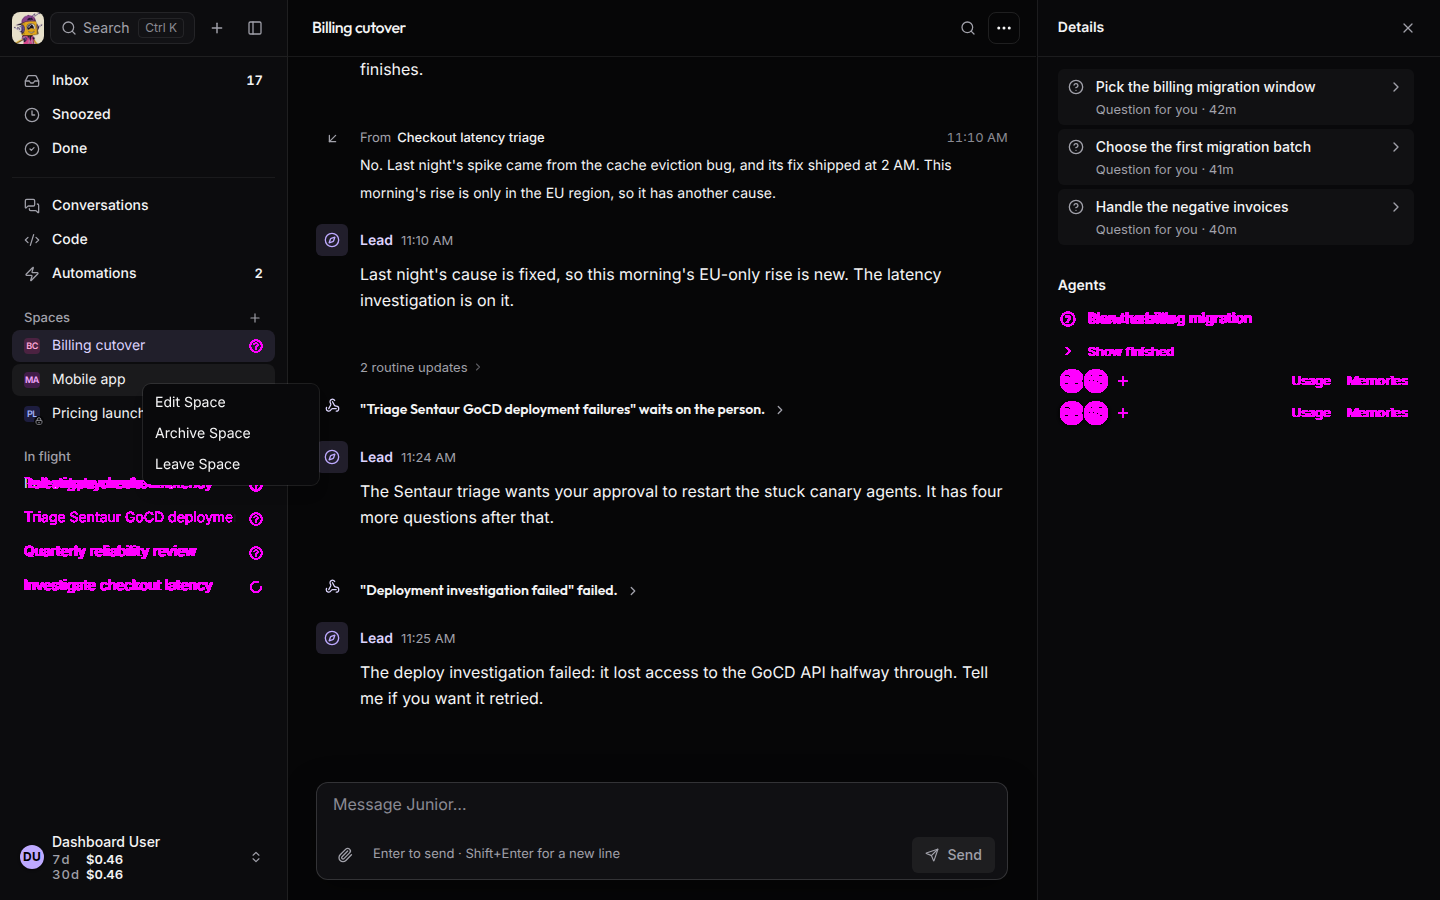 Search Ctrl K
Inbox 17
Snoozed
Done
Conversations
Code
Automations 2
Spaces
BC Billing cutover
MA Mobile app
PL Pricing launch
Edit Space
Archive Space
Leave Space
In flight
Triage Sentaur GoCD deployme
Quarterly reliability review
Investigate checkout latency
DU Dashboard User
7d $0.46
30d $0.46
Billing cutover
finishes.
From Checkout latency triage 11:10 AM
No. Last night's spike came from the cache eviction bug, and its fix shipped at 2 AM. This
morning's rise is only in the EU region, so it has another cause.
Lead 11:10 AM
Last night's cause is fixed, so this morning's EU-only rise is new. The latency
investigation is on it.
2 routine updates
"Triage Sentaur GoCD deployment failures" waits on the person.
Lead 11:24 AM
The Sentaur triage wants your approval to restart the stuck canary agents. It has four
more questions after that.
"Deployment investigation failed" failed.
Lead 11:25 AM
The deploy investigation failed: it lost access to the GoCD API halfway through. Tell
me if you want it retried.
Message Junior...
Enter to send · Shift+Enter for a new line
Send
Details
Pick the billing migration window
Question for you · 42m
Choose the first migration batch
Question for you · 41m
Handle the negative invoices
Question for you · 40m
Agents
migration
Show finished
Usage Memories
Usage Memories